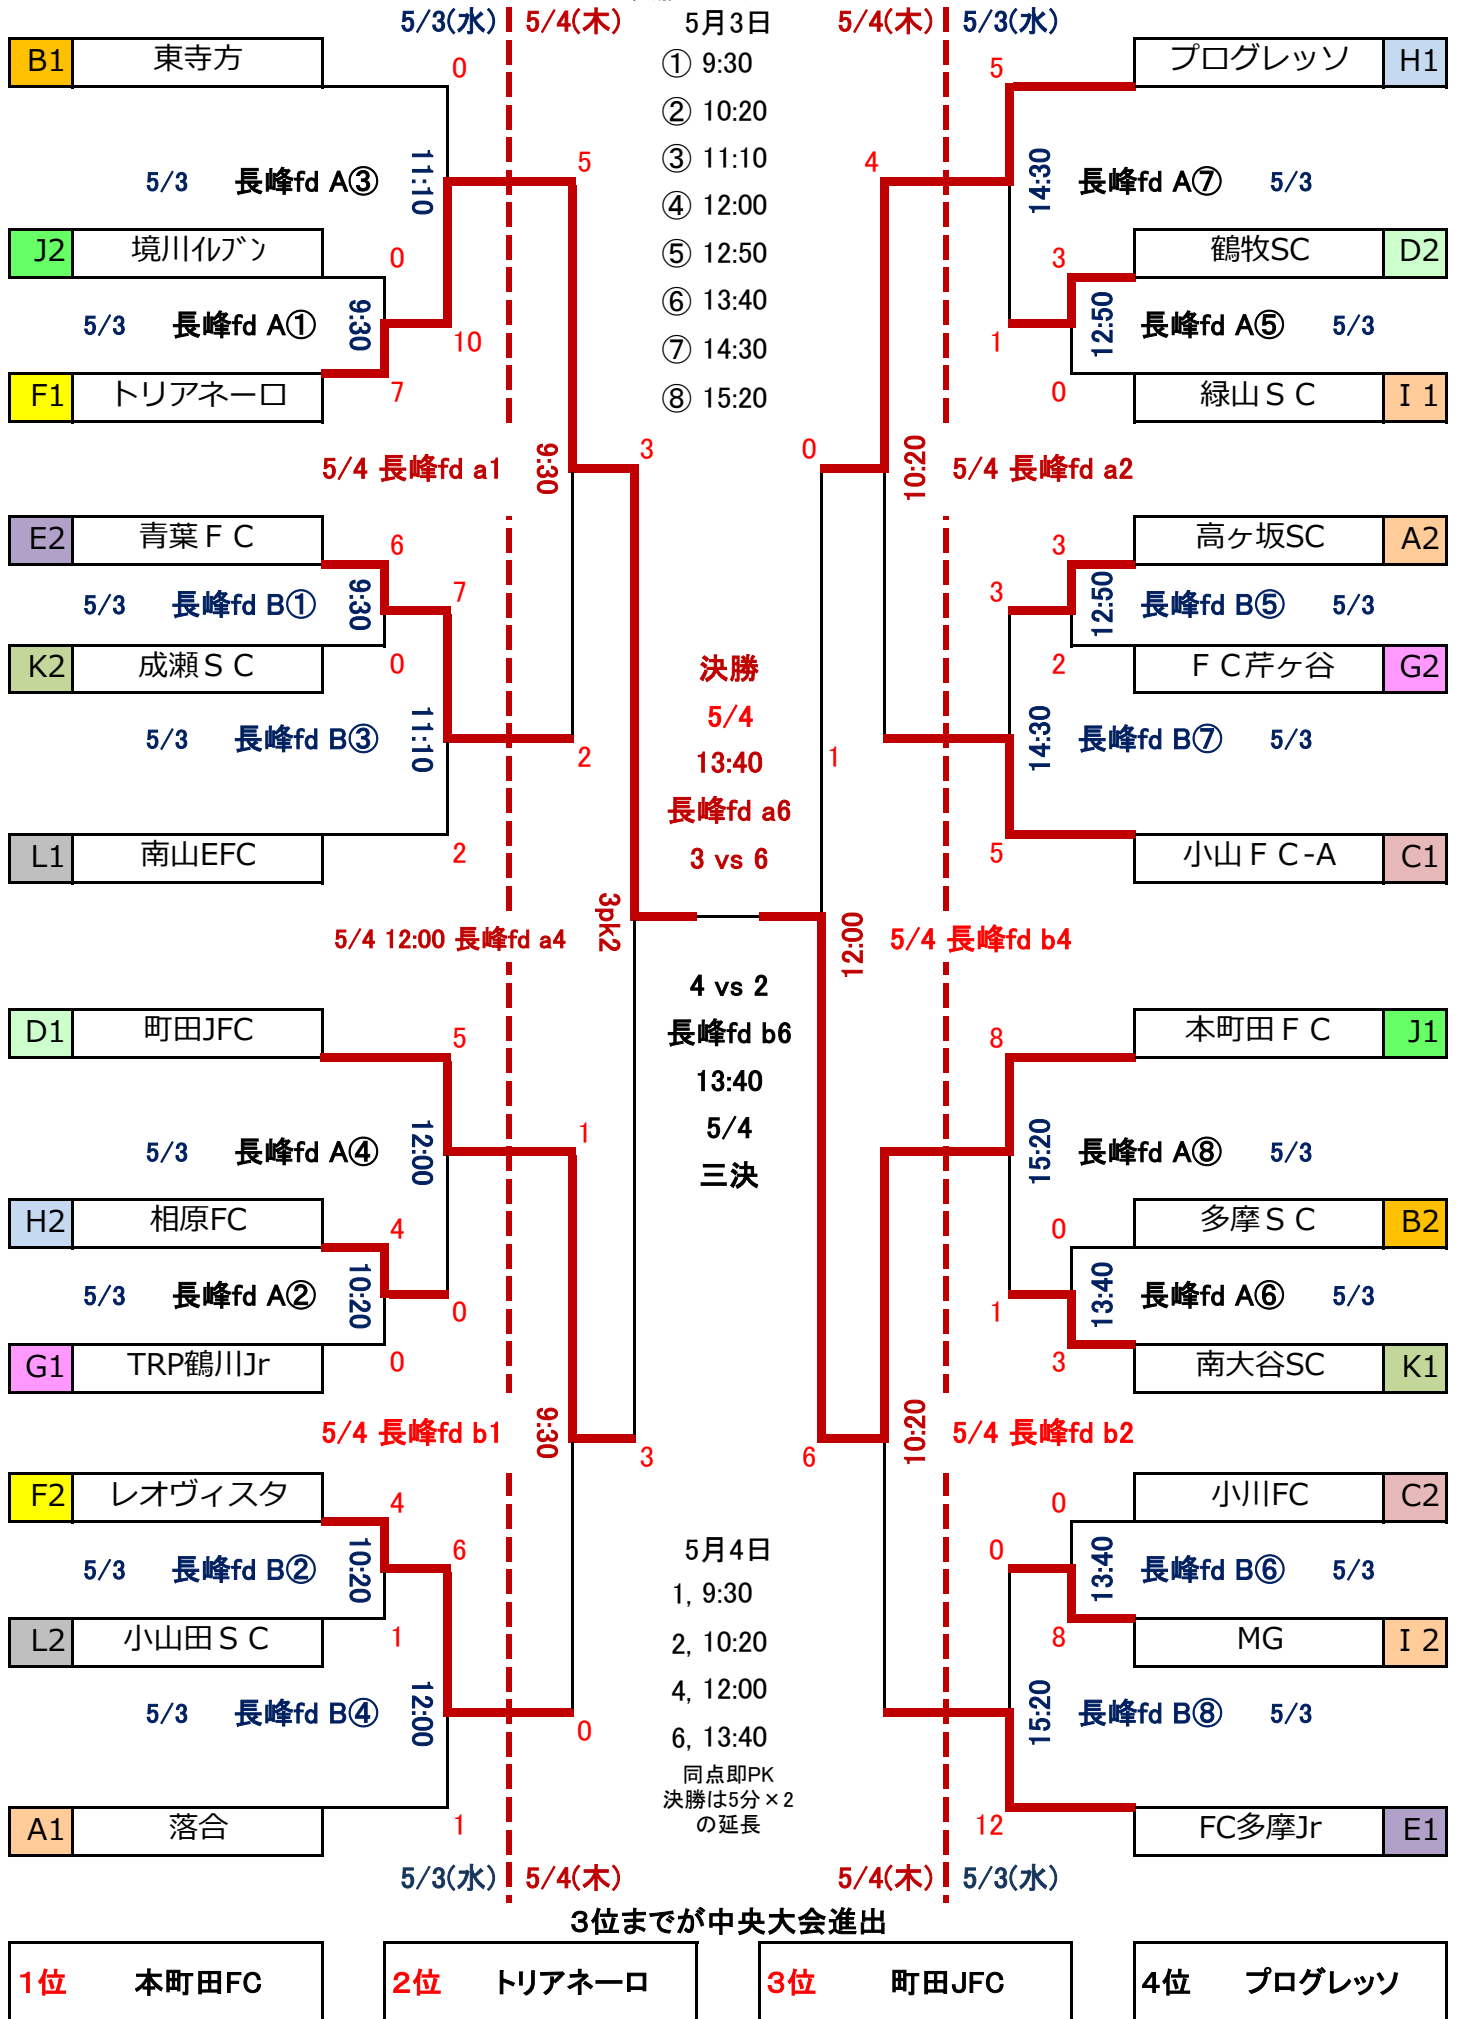 5/3(水) 5/4(木) 5月3日 5/4(木) 5/3(水)
B1 東寺方 0 ① 9:30 5 プログレッソ H1
② 10:20
5/3 長峰fd A③ 11:10 5 ③ 11:10 4 14:30 長峰fd A⑦ 5/3
④ 12:00
J2 境川ｲﾚﾌﾞﾝ 0 ⑤ 12:50 3 鶴牧SC D2
⑥ 13:40
5/3 長峰fd A① 9:30 10 ⑦ 14:30 1 12:50 長峰fd A⑤ 5/3
F1 トリアネーロ 7 ⑧ 15:20 0 緑山ＳＣ I 1
5/4 長峰fd a1 9:30 3 0 10:20 5/4 長峰fd a2
E2 青葉ＦＣ 6 3 高ヶ坂SC A2
5/3 長峰fd B① 9:30 7 3 12:50 長峰fd B⑤ 5/3
K2 成瀬ＳＣ 0 決勝 2 ＦＣ芹ヶ谷 G2
5/4
5/3 長峰fd B③ 11:10 2 13:40 1 14:30 長峰fd B⑦ 5/3
長峰fd a6
L1 南山EFC 2 3 vs 6 5 小山ＦＣ-A C1
5/4 12:00 長峰fd a4 3pk2 12:00 5/4 長峰fd b4
4 vs 2
D1 町田JFC 5 長峰fd b6 8 本町田ＦＣ J1
13:40
5/3 長峰fd A④ 12:00 1 5/4 15:20 長峰fd A⑧ 5/3
三決
H2 相原FC 4 0 多摩ＳＣ B2
5/3 長峰fd A② 10:20 0 1 13:40 長峰fd A⑥ 5/3
G1 TRP鶴川Jr 0 3 南大谷SC K1
5/4 長峰fd b1 9:30 3 6 10:20 5/4 長峰fd b2
F2 レオヴィスタ 4 0 小川FC C2
5/3 長峰fd B② 10:20 6 5月4日 0 13:40 長峰fd B⑥ 5/3
1, 9:30
L2 小山田ＳＣ 1 2, 10:20 8 MG I 2
4, 12:00
5/3 長峰fd B④ 12:00 0 6, 13:40 15:20 長峰fd B⑧ 5/3
同点即PK
決勝は5分×2
の延長
A1 落合 1 12 FC多摩Jr E1
5/3(水) 5/4(木) 5/4(木) 5/3(水)
３位までが中央大会進出
1位 本町田FC 2位 トリアネーロ 3位 町田JFC 4位 プログレッソ